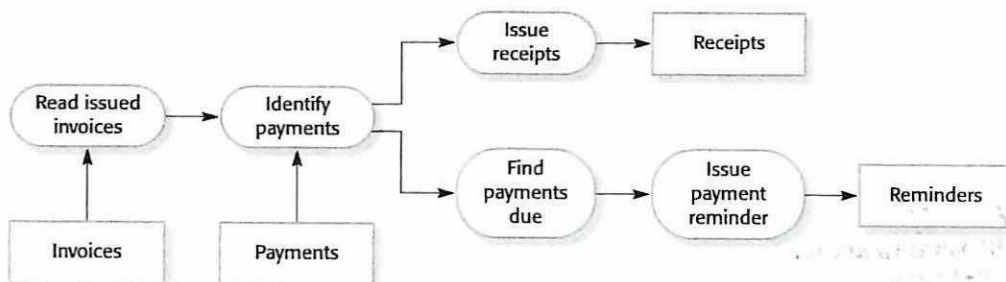 Issue
receipts
Receipts
Read issued
invoices
Identify
payments
Find
payments
due
Issue
payment
reminder
Reminders
Invoices
Payments